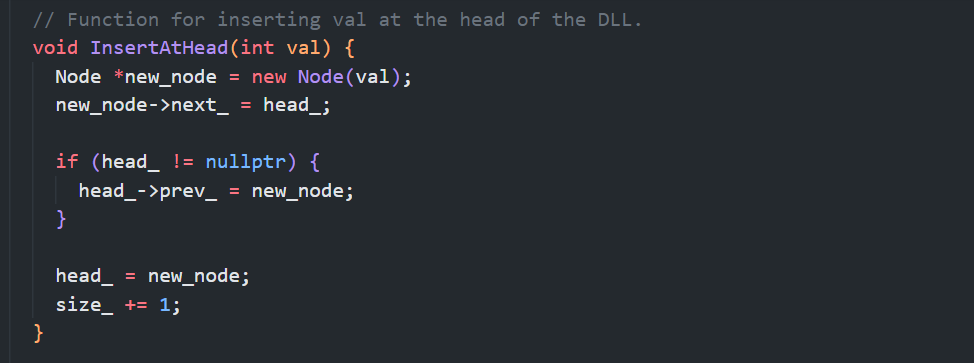 // Function for inserting val at the head of the DLL.
void InsertAtHead(int val) {
  Node *new_node = new Node(val);
  new_node->next_ = head_;

  if (head_ != nullptr) {
    head_->prev_ = new_node;
  }

  head_ = new_node;
  size_ += 1;
}